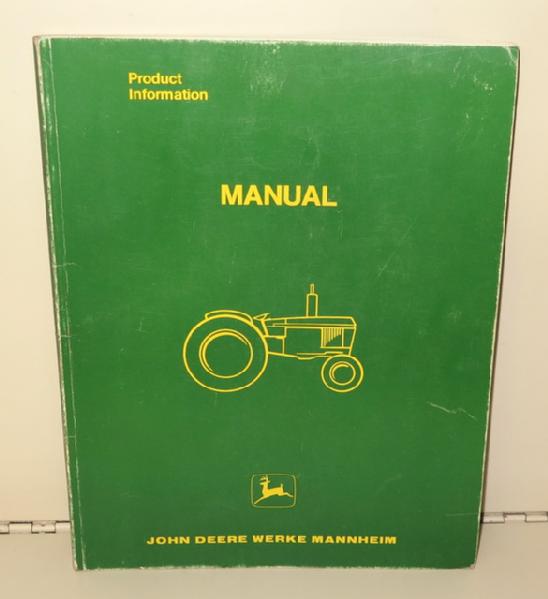 Product
Information
MANUAL
JOHN DEERE WERKE MANNHEIM